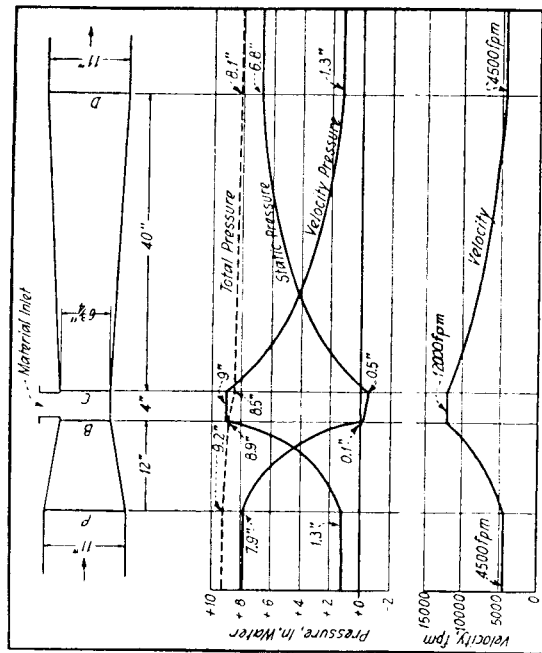 Material Inlet
11"
6¾"
11"
B
C
D
12"
4"
40"
+10
+8
+6
+4
+2
+0
-2
Pressure, In. Water
9.2"
9"
8.9"
8.5"
Total Pressure
8.1"
7.9"
Static Pressure
6.8"
1.3"
Velocity Pressure
1.3"
0.1"
0.5"
15000
10000
5000
0
Velocity, fpm
4500 fpm
12000 fpm
Velocity
4500 fpm